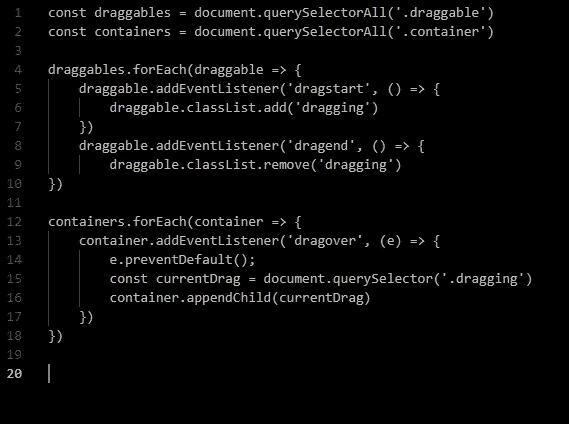 1 const draggables = document.querySelectorAll('.draggable')
2 const containers = document.querySelectorAll('.container')
3
4 draggables.forEach(draggable => {
5     draggable.addEventListener('dragstart', () => {
6         draggable.classList.add('dragging')
7     })
8     draggable.addEventListener('dragend', () => {
9         draggable.classList.remove('dragging')
10 })
11
12 containers.forEach(container => {
13     container.addEventListener('dragover', (e) => {
14         e.preventDefault();
15         const currentDrag = document.querySelector('.dragging')
16         container.appendChild(currentDrag)
17     })
18 })
19
20